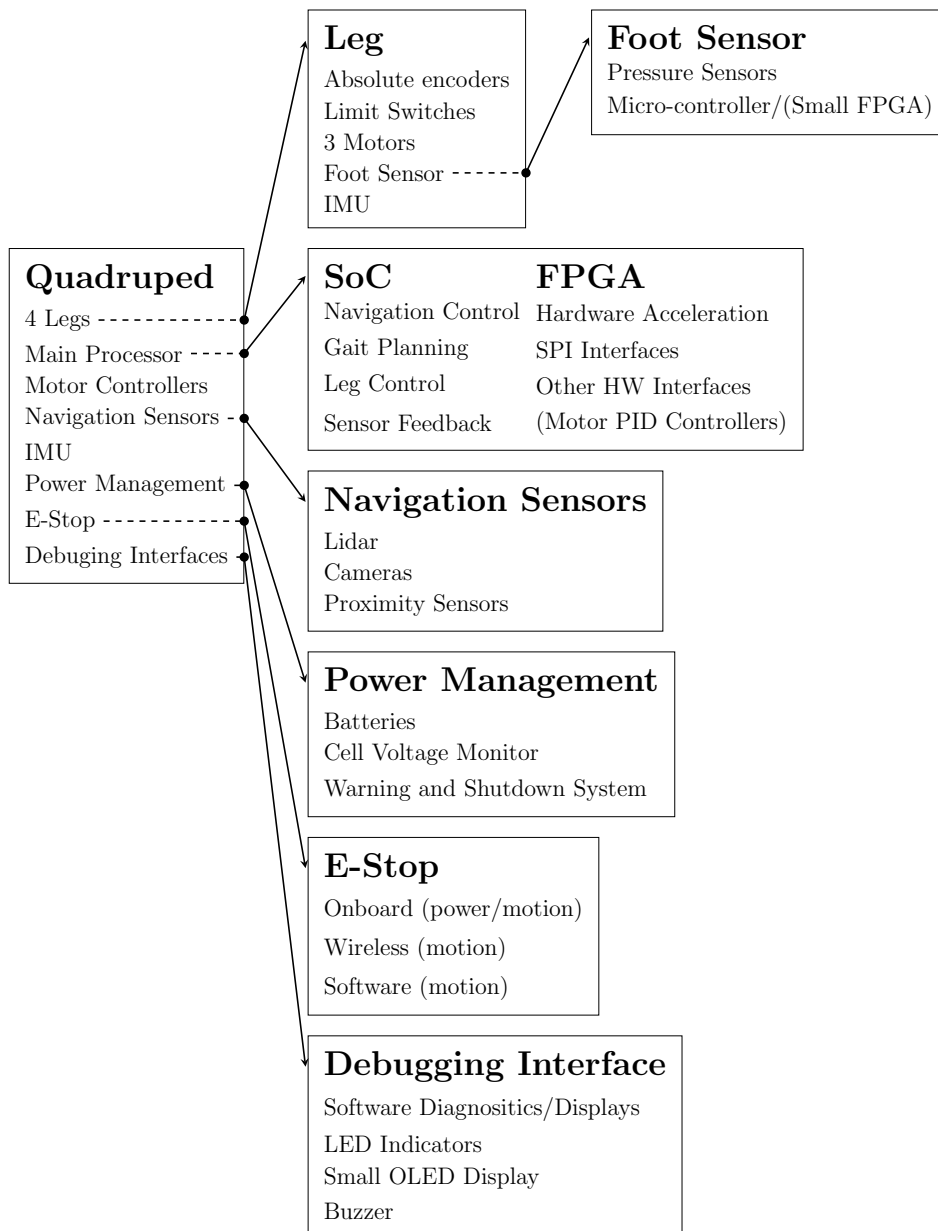 Leg
Absolute encoders
Limit Switches
3 Motors
Foot Sensor
IMU
Foot Sensor
Pressure Sensors
Micro-controller/(Small FPGA)
Quadruped
4 Legs
Main Processor
Motor Controllers
Navigation Sensors
IMU
Power Management
E-Stop
Debuging Interfaces
SoC
Navigation Control
Gait Planning
Leg Control
Sensor Feedback
FPGA
Hardware Acceleration
SPI Interfaces
Other HW Interfaces
(Motor PID Controllers)
Navigation Sensors
Lidar
Cameras
Proximity Sensors
Power Management
Batteries
Cell Voltage Monitor
Warning and Shutdown System
E-Stop
Onboard (power/motion)
Wireless (motion)
Software (motion)
Debugging Interface
Software Diagnositics/Displays
LED Indicators
Small OLED Display
Buzzer